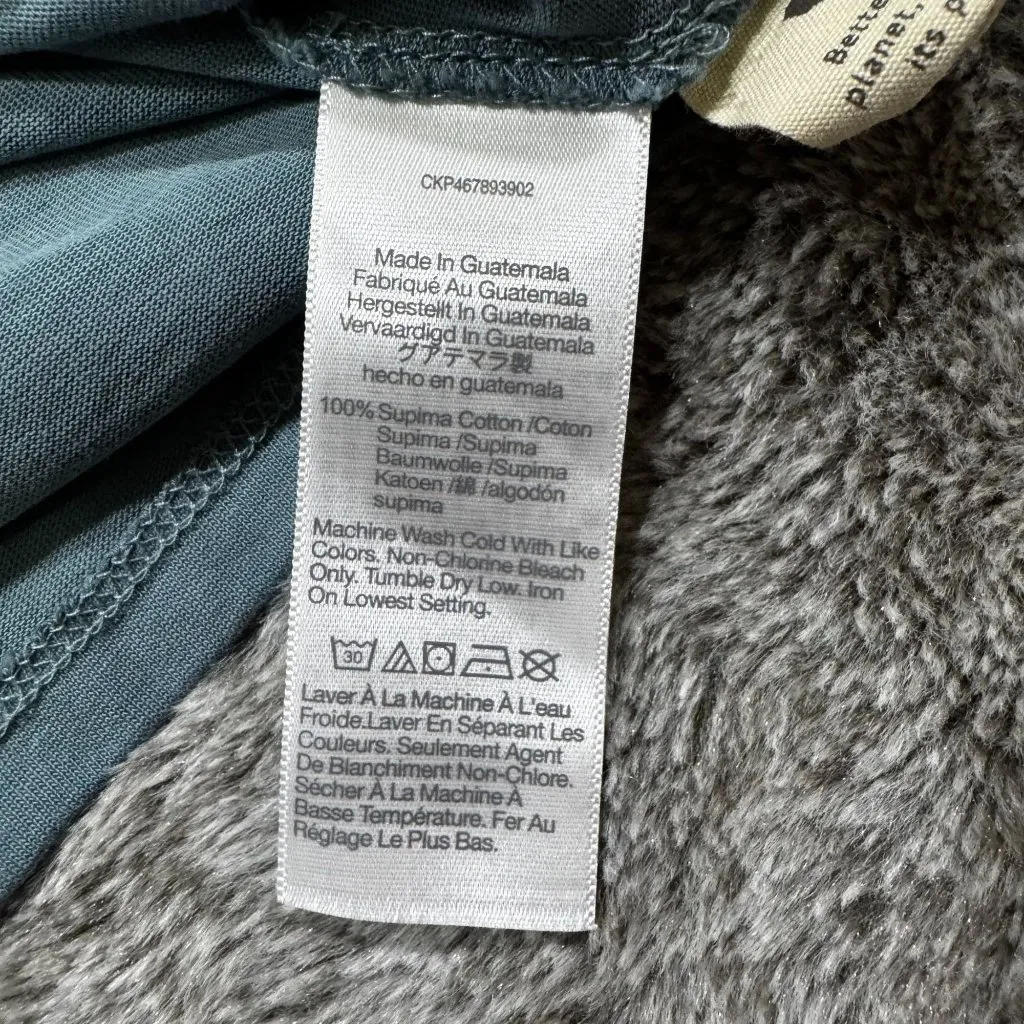 Bette
planet,
its p
CKP467893902
Made In Guatemala
Fabriqué Au Guatemala
Hergestellt In Guatemala
Vervaardigd In Guatemala
グアテマラ製
hecho en guatemala
100% Supima Cotton /Coton
Supima /Supima
Baumwolle /Supima
Katoen /綿 /algodón
supima
Machine Wash Cold With Like
Colors. Non-Chlorine Bleach
Only. Tumble Dry Low. Iron
On Lowest Setting.
30
Laver À La Machine À L'eau
Froide.Laver En Séparant Les
Couleurs. Seulement Agent
De Blanchiment Non-Chlore.
Sécher À La Machine À
Basse Température. Fer Au
Réglage Le Plus Bas.